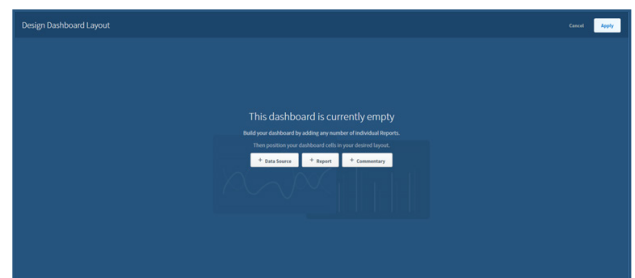 Design Dashboard Layout
Cancel
Apply
This dashboard is currently empty
Build your dashboard by adding any number of individual Reports.
Then position your dashboard cells in your desired layout.
+ Data Source + Report + Commentary